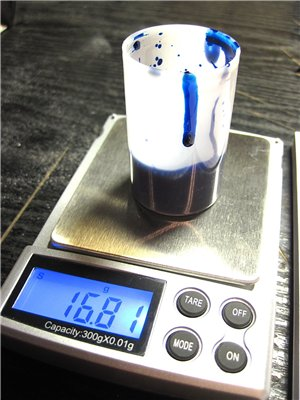 S g
16.81
Capacity:300gX0.01g
TARE OFF
MODE ON